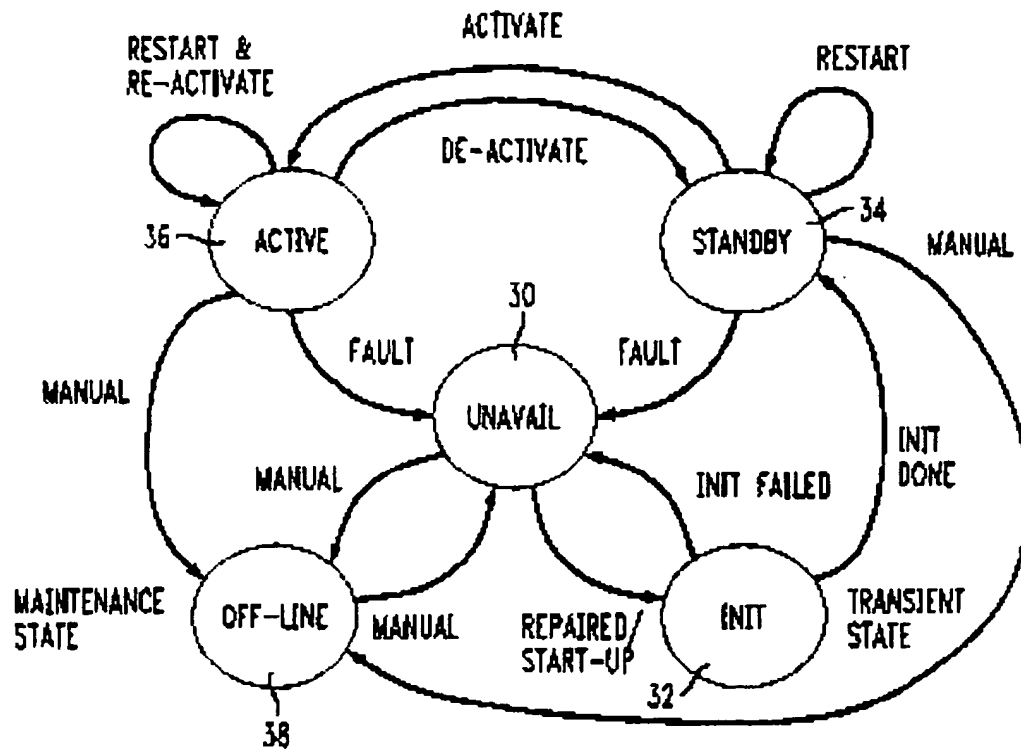 ACTIVATE
RESTART &
RE-ACTIVATE
RESTART
DE-ACTIVATE
36
ACTIVE
STANDBY
34
MANUAL
30
FAULT
FAULT
MANUAL
UNAVAIL
INIT
DONE
MANUAL
INIT FAILED
MAINTENANCE
STATE
OFF-LINE
MANUAL
REPAIRED
START-UP
INIT
TRANSIENT
STATE
32
38